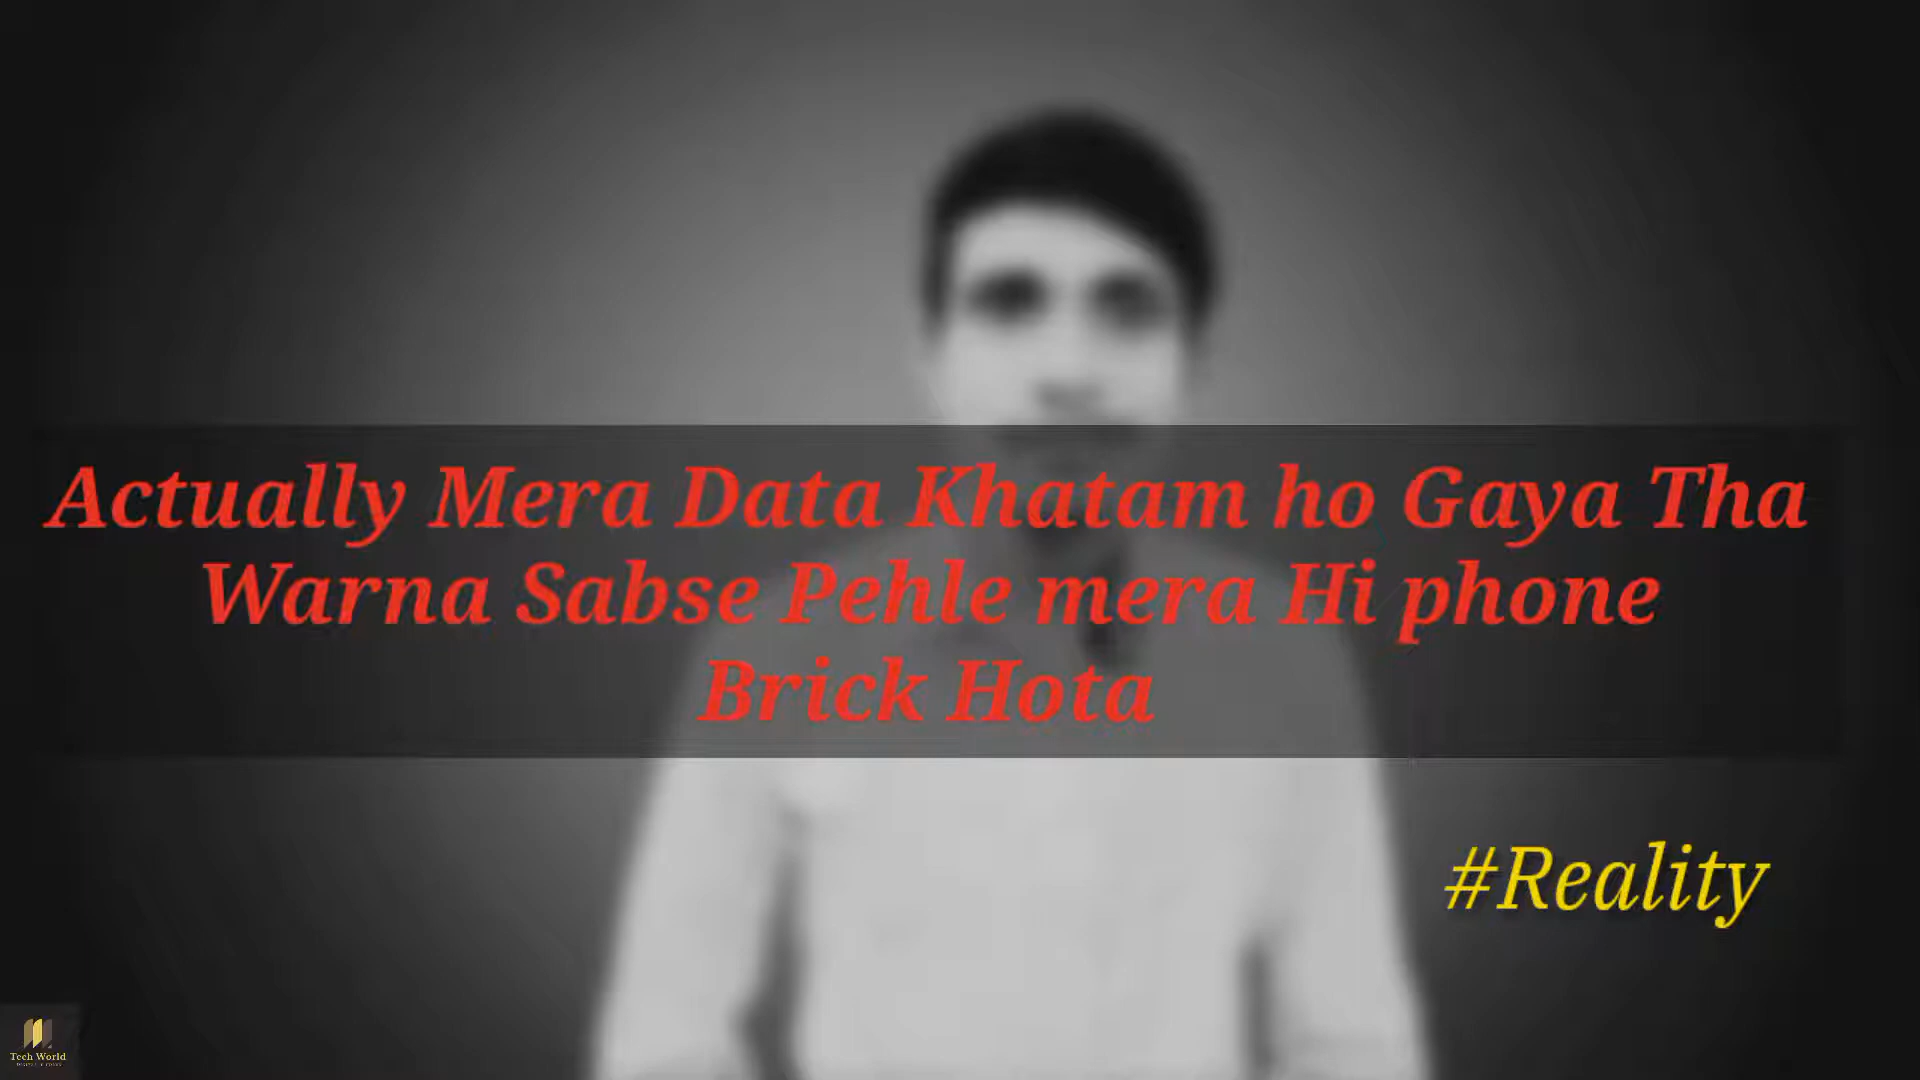 Actually Mera Data Khatam ho Gaya Tha
Warna Sabse Pehle mera Hi phone
Brick Hota
#Reality
Tech World